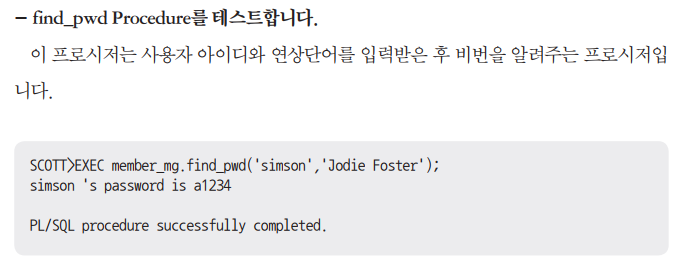 – find_pwd Procedure를 테스트합니다.
이 프로시저는 사용자 아이디와 연상단어를 입력받은 후 비번을 알려주는 프로시저입
니다.
SCOTT>EXEC member_mg.find_pwd('simson','Jodie Foster');
simson 's password is a1234
PL/SQL procedure successfully completed.